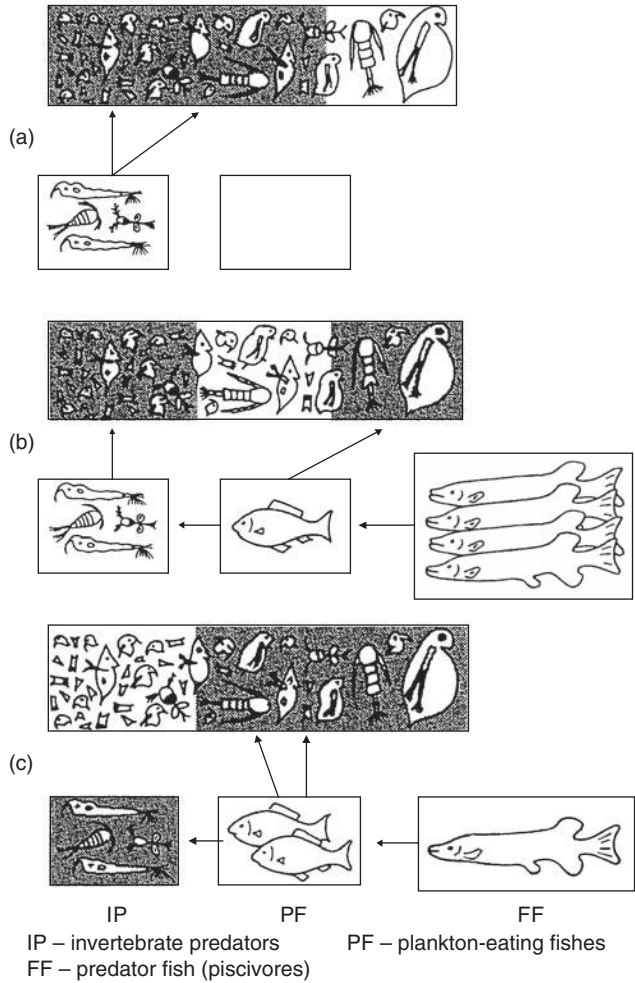 (a)
(b)
(c)
IP PF FF
IP – invertebrate predators PF – plankton-eating fishes
FF – predator fish (piscivores)